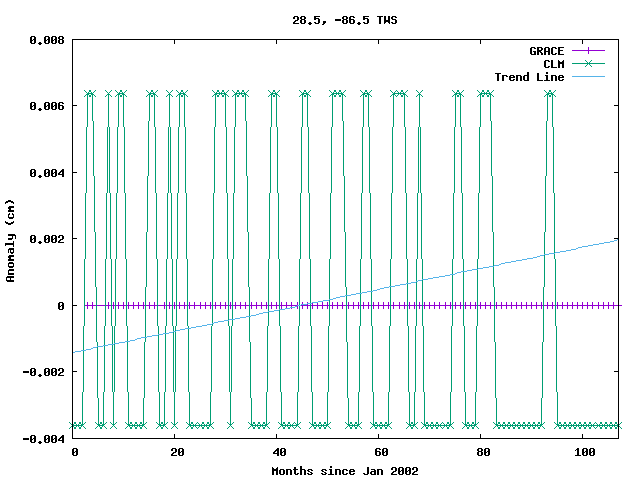 28.5, -86.5 TWS
GRACE
CLM
Trend Line
0.008
0.006
0.004
0.002
0
-0.002
-0.004
Anomaly (cm)
0 20 40 60 80 100
Months since Jan 2002